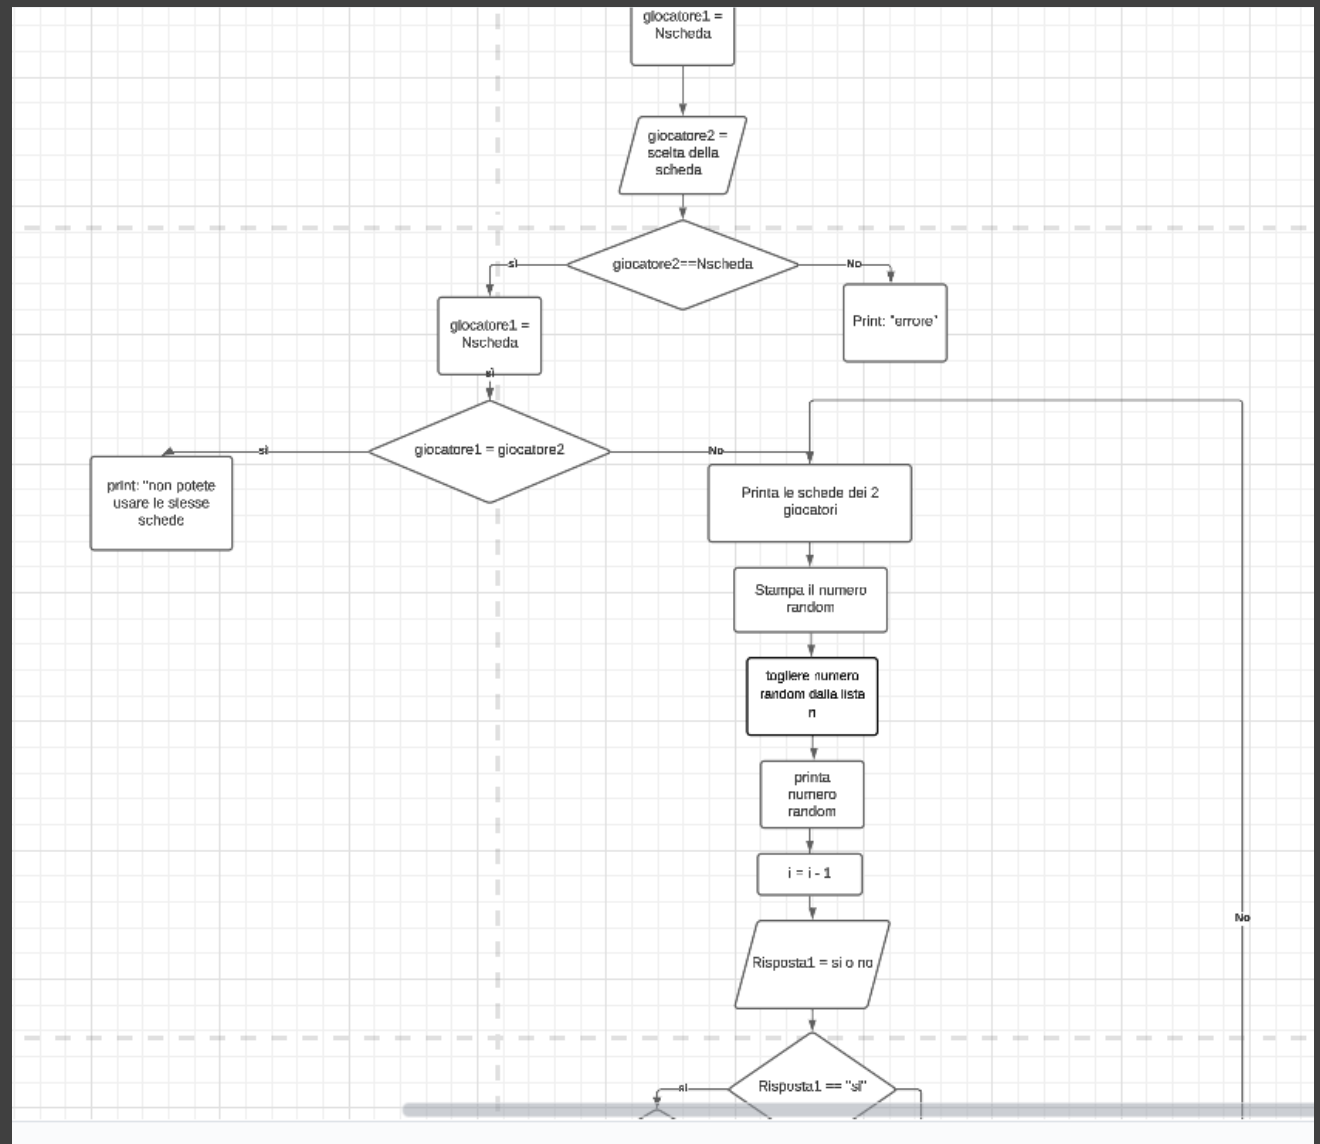 giocatore1 =
Nscheda
giocatore2 =
scelta della
scheda
giocatore2==Nscheda
sì
No
giocatore1 =
Nscheda
Print: "errore"
sì
giocatore1 = giocatore2
sì
No
print: "non potete
usare le stesse
schede
Printa le schede dei 2
giocatori
Stampa il numero
random
togliere numero
random dalla lista
n
printa
numero
random
i = i - 1
No
Risposta1 = si o no
Risposta1 == "si"
sì